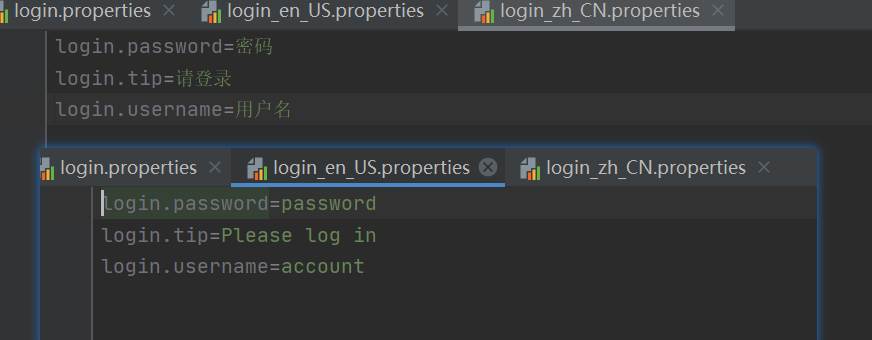 login.properties login_en_US.properties login_zh_CN.properties
login.password=密码
login.tip=请登录
login.username=用户名
login.properties login_en_US.properties login_zh_CN.properties
login.password=password
login.tip=Please log in
login.username=account